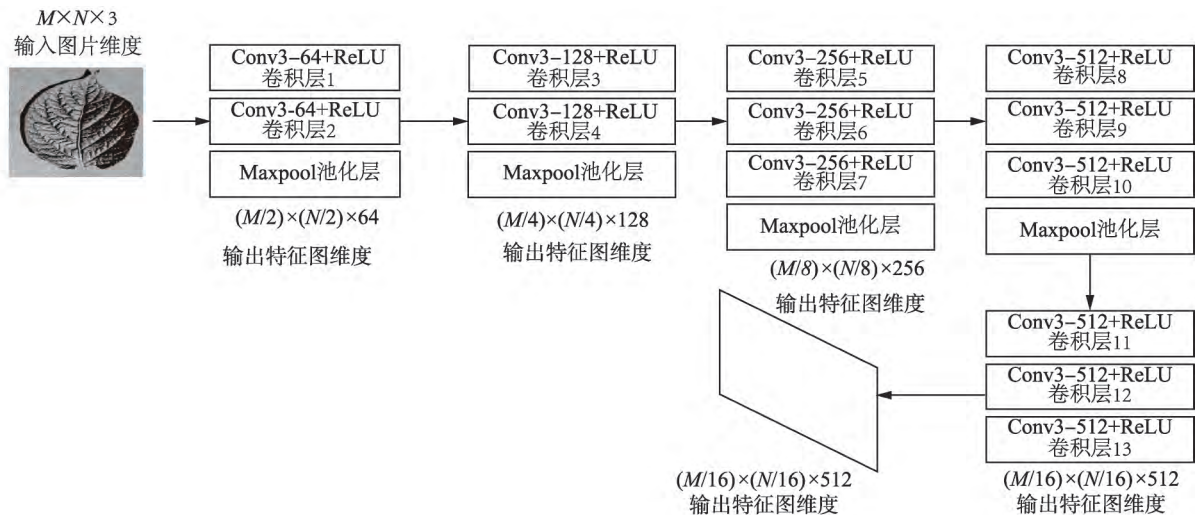 M×N×3
输入图片维度
Conv3-64+ReLU
卷积层1
Conv3-64+ReLU
卷积层2
Maxpool池化层
(M/2)×(N/2)×64
输出特征图维度
Conv3-128+ReLU
卷积层3
Conv3-128+ReLU
卷积层4
Maxpool池化层
(M/4)×(N/4)×128
输出特征图维度
Conv3-256+ReLU
卷积层5
Conv3-256+ReLU
卷积层6
Conv3-256+ReLU
卷积层7
Maxpool池化层
(M/8)×(N/8)×256
输出特征图维度
Conv3-512+ReLU
卷积层8
Conv3-512+ReLU
卷积层9
Conv3-512+ReLU
卷积层10
Maxpool池化层
Conv3-512+ReLU
卷积层11
Conv3-512+ReLU
卷积层12
Conv3-512+ReLU
卷积层13
(M/16)×(N/16)×512
输出特征图维度
(M/16)×(N/16)×512
输出特征图维度